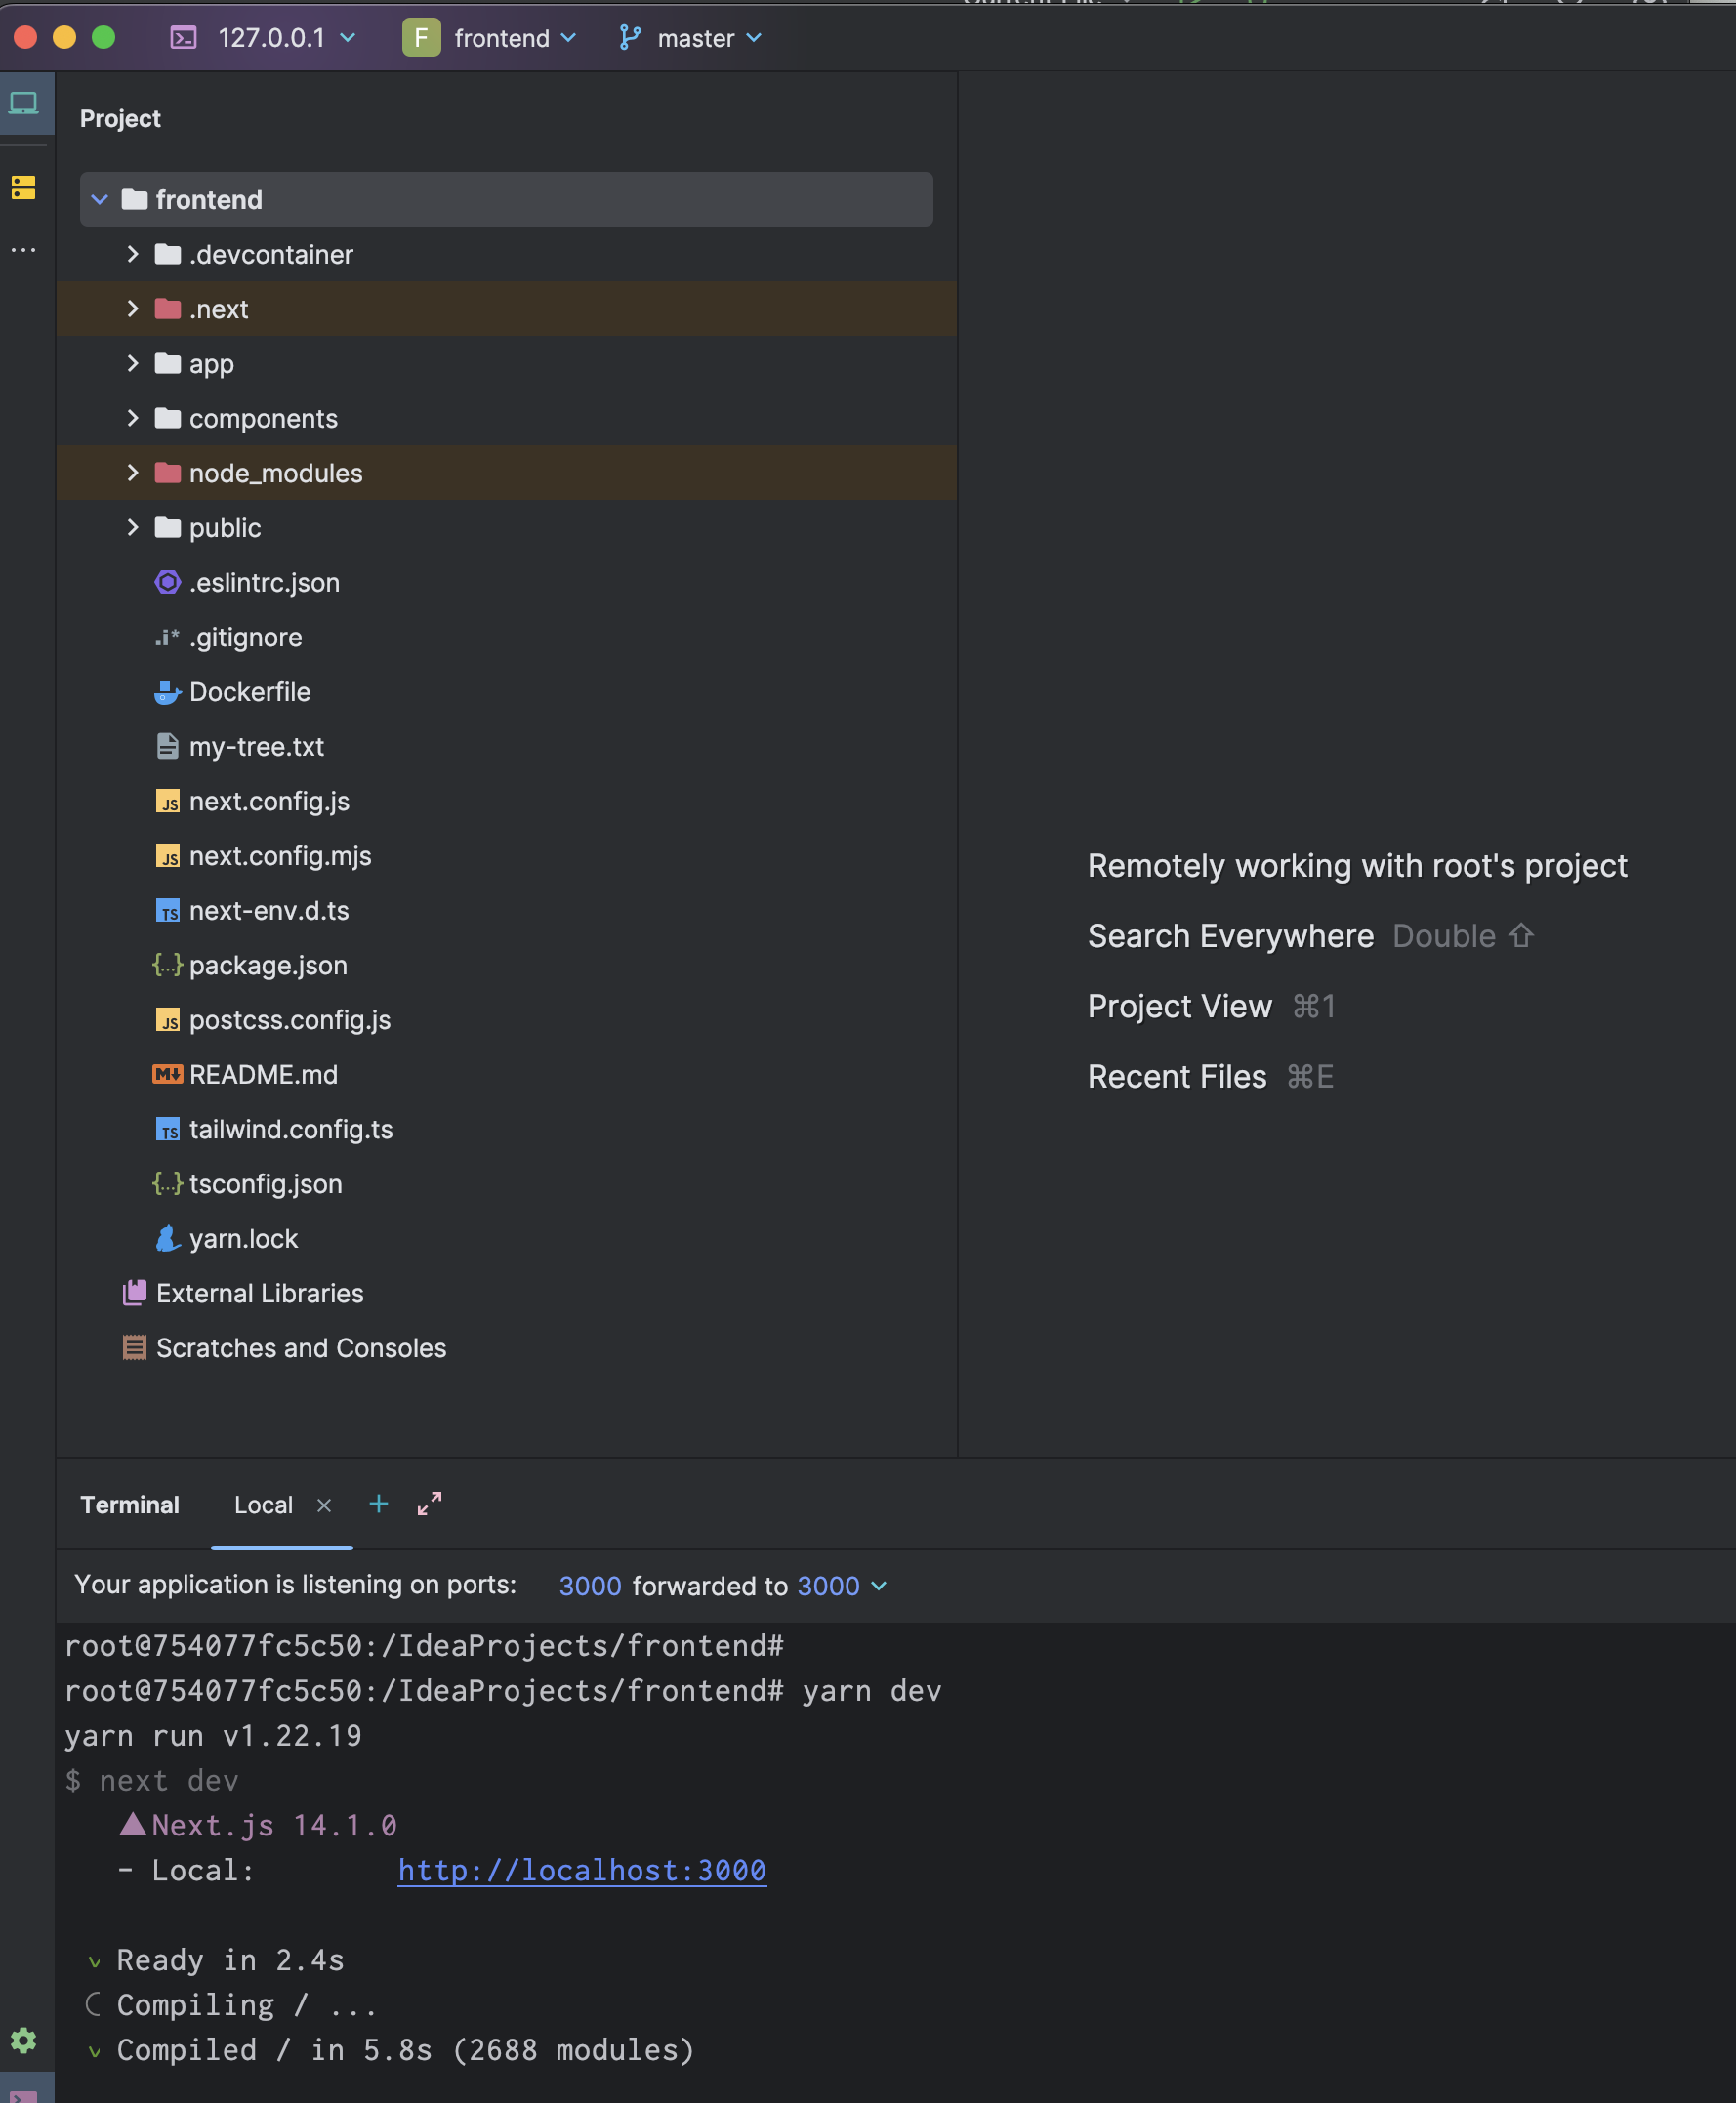 127.0.0.1 F frontend master
Project
frontend
.devcontainer
.next
app
components
node_modules
public
.eslintrc.json
.i* .gitignore
Dockerfile
my-tree.txt
JS next.config.js
JS next.config.mjs
TS next-env.d.ts
{...} package.json
JS postcss.config.js
M README.md
TS tailwind.config.ts
{...} tsconfig.json
yarn.lock
External Libraries
Scratches and Consoles
Remotely working with root's project
Search Everywhere Double ⇧
Project View ⌘1
Recent Files ⌘E
Terminal Local × +
Your application is listening on ports: 3000 forwarded to 3000
root@754077fc5c50:/IdeaProjects/frontend#
root@754077fc5c50:/IdeaProjects/frontend# yarn dev
yarn run v1.22.19
$ next dev
▲Next.js 14.1.0
- Local: http://localhost:3000
✓ Ready in 2.4s
Compiling / ...
✓ Compiled / in 5.8s (2688 modules)